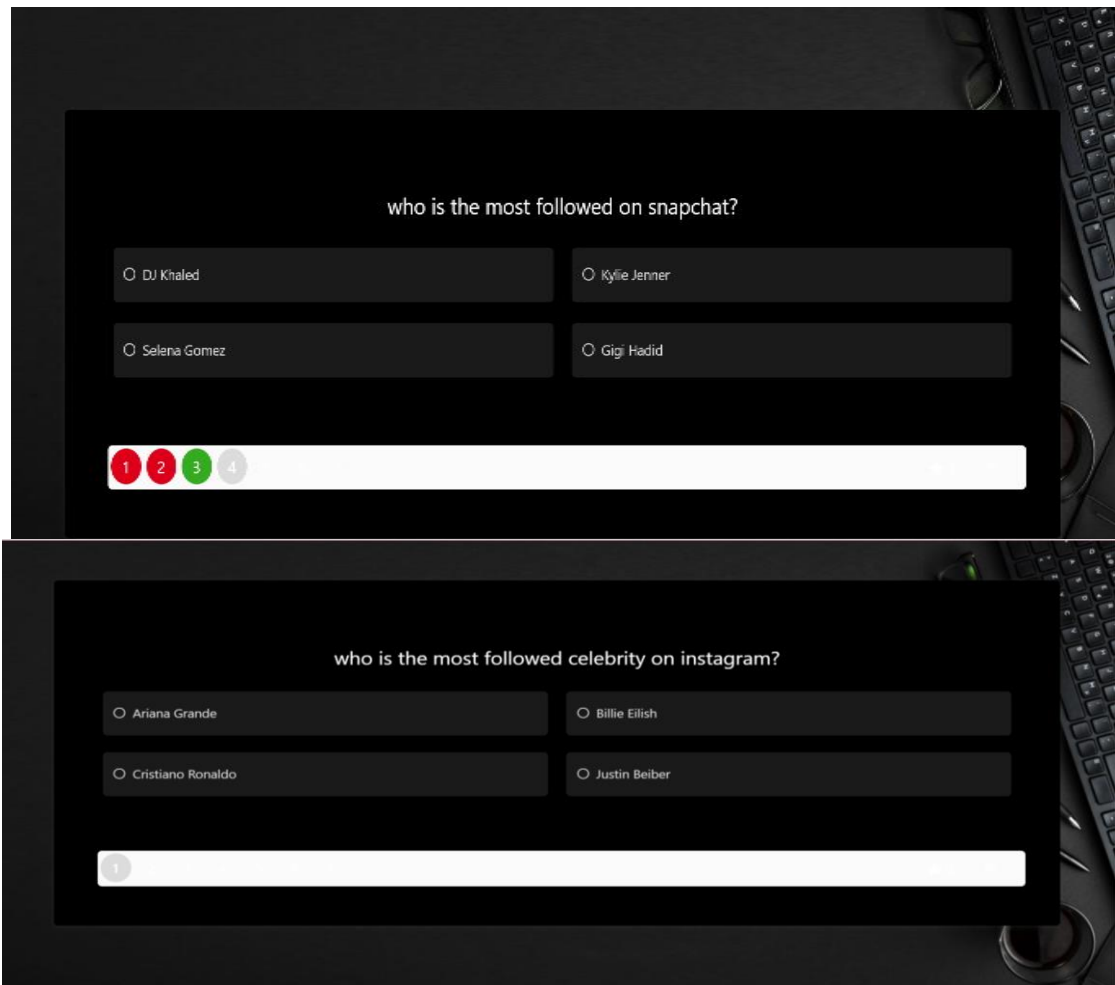 who is the most followed on snapchat?
DJ Khaled
Kylie Jenner
Selena Gomez
Gigi Hadid
1 2 3 4
who is the most followed celebrity on instagram?
Ariana Grande
Billie Eilish
Cristiano Ronaldo
Justin Beiber
1